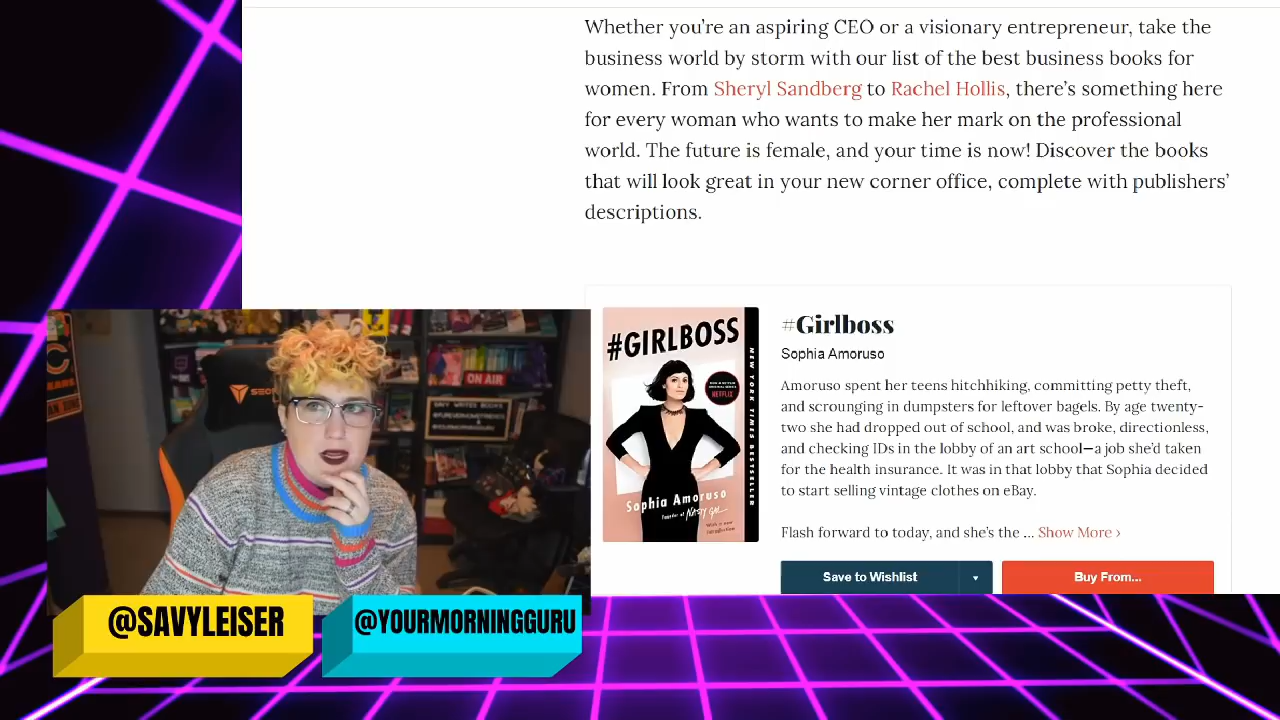 Whether you’re an aspiring CEO or a visionary entrepreneur, take the
business world by storm with our list of the best business books for
women. From Sheryl Sandberg to Rachel Hollis, there’s something here
for every woman who wants to make her mark on the professional
world. The future is female, and your time is now! Discover the books
that will look great in your new corner office, complete with publishers’
descriptions.
#GIRLBOSS
NEW YORK TIMES BESTSELLER
NETFLIX
Sophia Amoruso
Founder of NASTY GAL
#Girlboss
Sophia Amoruso
Amoruso spent her teens hitchhiking, committing petty theft,
and scrounging in dumpsters for leftover bagels. By age twenty-
two she had dropped out of school, and was broke, directionless,
and checking IDs in the lobby of an art school—a job she’d taken
for the health insurance. It was in that lobby that Sophia decided
to start selling vintage clothes on eBay.
Flash forward to today, and she’s the ... Show More ›
Save to Wishlist
Buy From...
ON AIR
SAVY WRITES BOOKS
@SAVYLEISER
@YOURMORNINGGURU